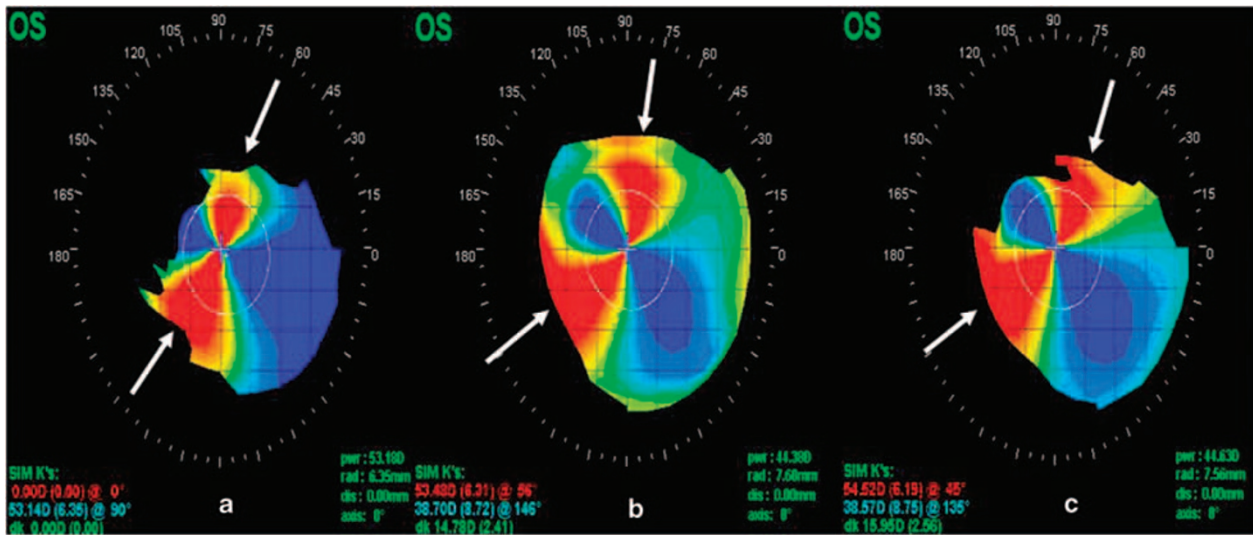 OS
90
105
75
120
60
135
45
150
30
165
15
180
0
SIM K's:
0.00D (0.00) @ 0°
53.14D (6.35) @ 90°
dk 0.00D (0.00)
a
pwr: 53.18D
rad: 6.35mm
dis: 0.00mm
axis: 0°
OS
90
105
75
120
60
135
45
150
30
165
15
180
0
SIM K's:
53.48D (6.31) @ 56°
38.70D (8.72) @ 146°
dk 14.78D (2.41)
b
pwr: 44.38D
rad: 7.60mm
dis: 0.00mm
axis: 0°
OS
90
105
75
120
60
135
45
150
30
165
15
180
0
SIM K's:
54.52D (6.19) @ 45°
38.57D (8.75) @ 135°
dk 15.95D (2.56)
c
pwr: 44.63D
rad: 7.56mm
dis: 0.00mm
axis: 0°